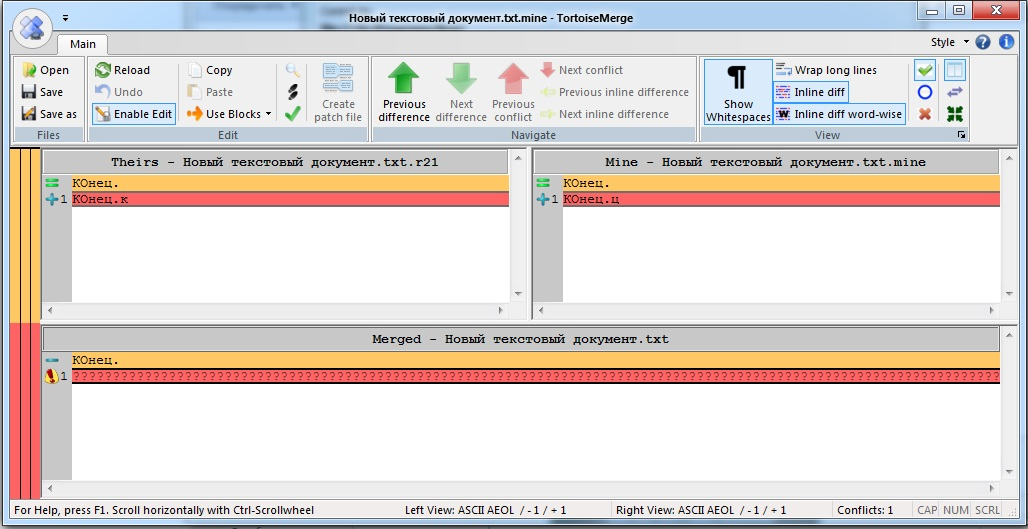 Новый текстовый документ.txt.mine - TortoiseMerge
Main
Style
Open
Save
Save as
Files
Reload
Undo
Enable Edit
Copy
Paste
Use Blocks
Create
patch file
Edit
Previous
difference
Next
difference
Previous
conflict
Next conflict
Previous inline difference
Next inline difference
Navigate
Show
Whitespaces
Wrap long lines
Inline diff
Inline diff word-wise
View
Theirs - Новый текстовый документ.txt.r21
КОнец.
1 КОнец.к
Mine - Новый текстовый документ.txt.mine
КОнец.
1 КОнец.ц
Merged - Новый текстовый документ.txt
КОнец.
1
For Help, press F1. Scroll horizontally with Ctrl-Scrollwheel
Left View: ASCII AEOL / - 1 / + 1
Right View: ASCII AEOL / - 1 / + 1
Conflicts: 1
CAP NUM SCRL